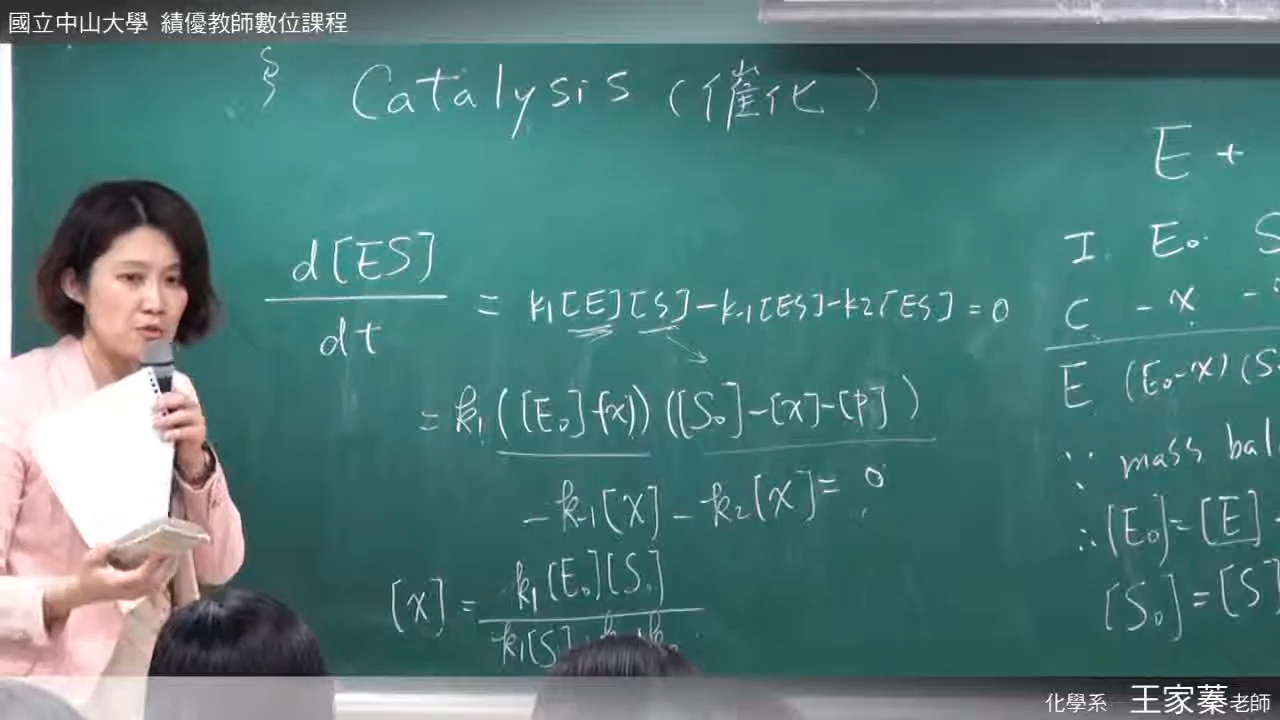 國立中山大學 績優教師數位課程
§ Catalysis (催化)
d[ES]
dt
= k₁[E][S]-k₋₁[ES]-k₂[ES]=0
= k₁([E₀]-[x])([S₀]-[x]-[P])
-k₋₁[x]-k₂[x]=0
[x] = k₁[E₀][S₀]
k₁[S
E +
I E₀ S
C -x -
E (E₀-x) (S₀
∵ mass bal
∴ [E₀]=[E]
[S₀]=[S]
化學系 王家蓁老師